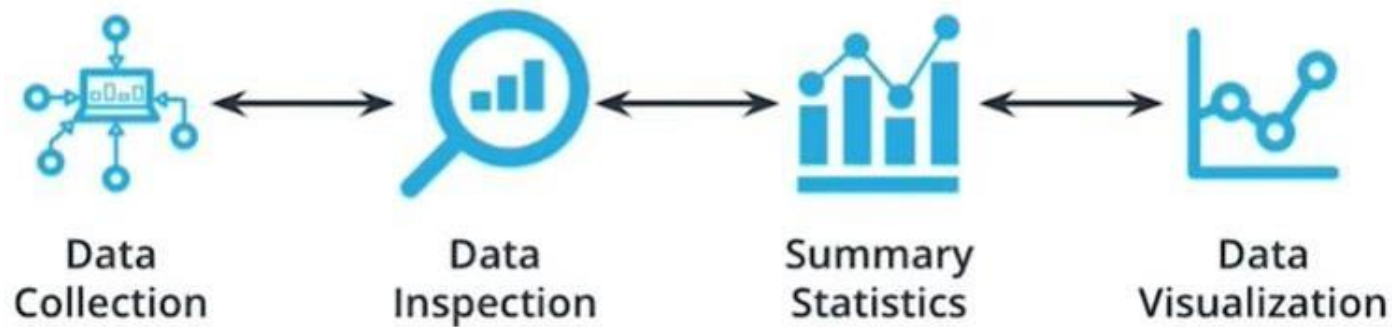 Data
Collection
Data
Inspection
Summary
Statistics
Data
Visualization